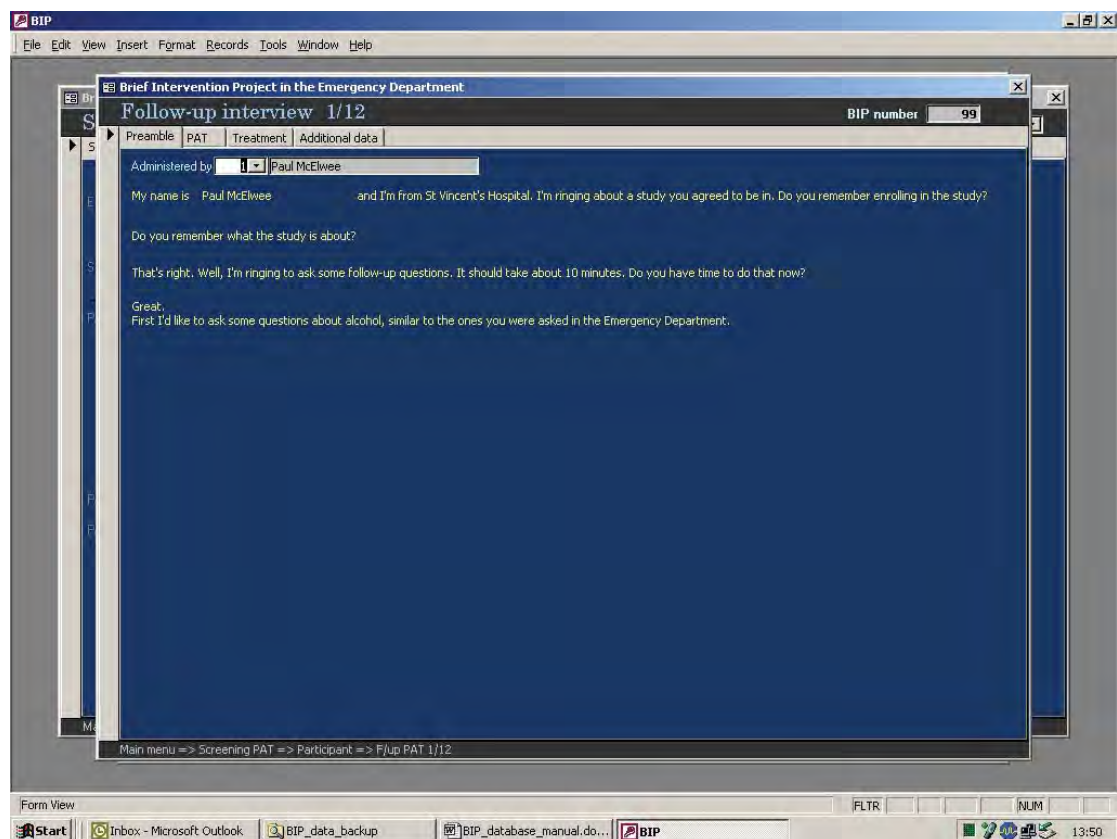 BIP
File Edit View Insert Format Records Tools Window Help
Brief Intervention Project in the Emergency Department
Follow-up interview 1/12
BIP number 99
Preamble PAT Treatment Additional data
Administered by 1 Paul McElwee
My name is Paul McElwee and I'm from St Vincent's Hospital. I'm ringing about a study you agreed to be in. Do you remember enrolling in the study?
Do you remember what the study is about?
That's right. Well, I'm ringing to ask some follow-up questions. It should take about 10 minutes. Do you have time to do that now?
Great.
First I'd like to ask some questions about alcohol, similar to the ones you were asked in the Emergency Department.
Main menu => Screening PAT => Participant => F/up PAT 1/12
Form View FLTR NUM
Start Inbox - Microsoft Outlook BIP_data_backup BIP_database_manual.do... BIP 13:50